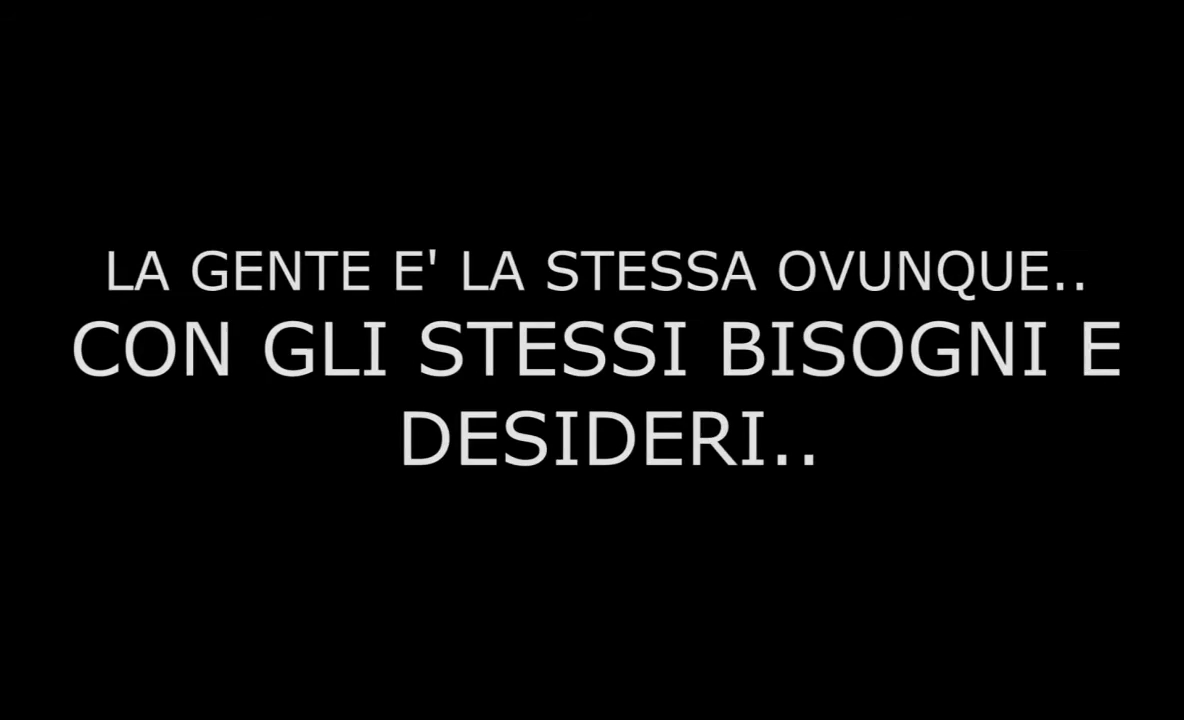 LA GENTE E' LA STESSA OVUNQUE..
CON GLI STESSI BISOGNI E
DESIDERI..